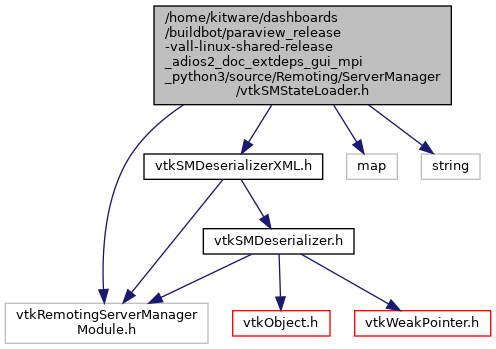 /home/kitware/dashboards
/buildbot/paraview_release
-vall-linux-shared-release
_adios2_doc_extdeps_gui_mpi
_python3/source/Remoting/ServerManager
/vtkSMStateLoader.h
vtkSMDeserializerXML.h
map
string
vtkSMDeserializer.h
vtkRemotingServerManager
Module.h
vtkObject.h
vtkWeakPointer.h